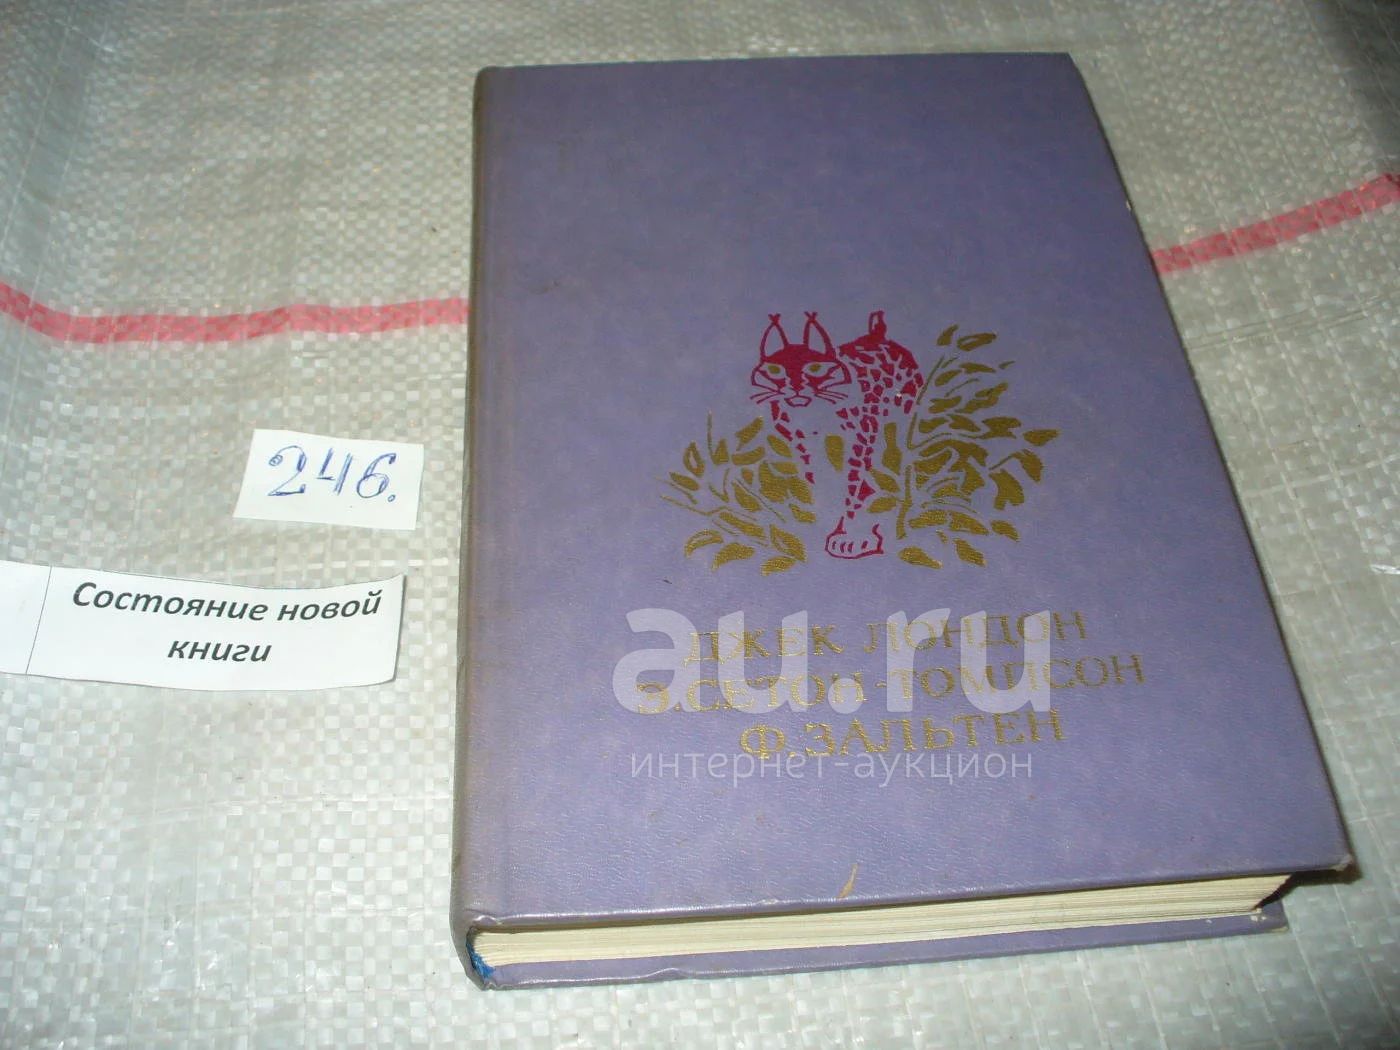 246.
Состояние новой
книги
ДЖЕК ЛОНДОН
Э.СЕТОН-ТОМПСОН
Ф.ЗАЛЬТЕН
au.ru
интернет-аукцион